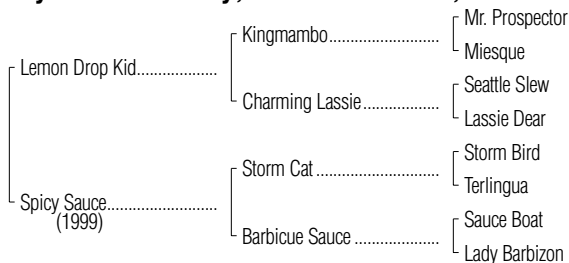 Mr. Prospector
Kingmambo
Miesque
Lemon Drop Kid
Seattle Slew
Charming Lassie
Lassie Dear
Storm Bird
Storm Cat
Terlingua
Spicy Sauce
(1999)
Sauce Boat
Barbicue Sauce
Lady Barbizon